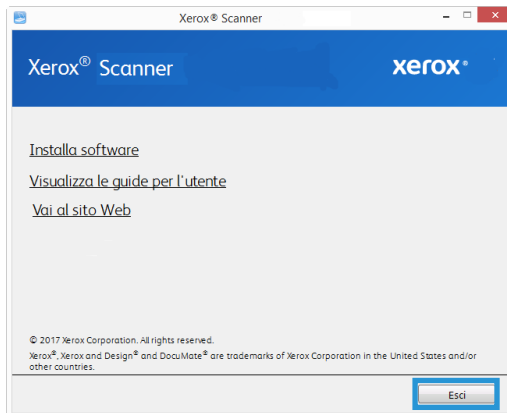 Xerox® Scanner
Xerox® Scanner
xerox®
Installa software
Visualizza le guide per l'utente
Vai al sito Web
© 2017 Xerox Corporation. All rights reserved.
Xerox®, Xerox and Design® and DocuMate® are trademarks of Xerox Corporation in the United States and/or
other countries.
Esci